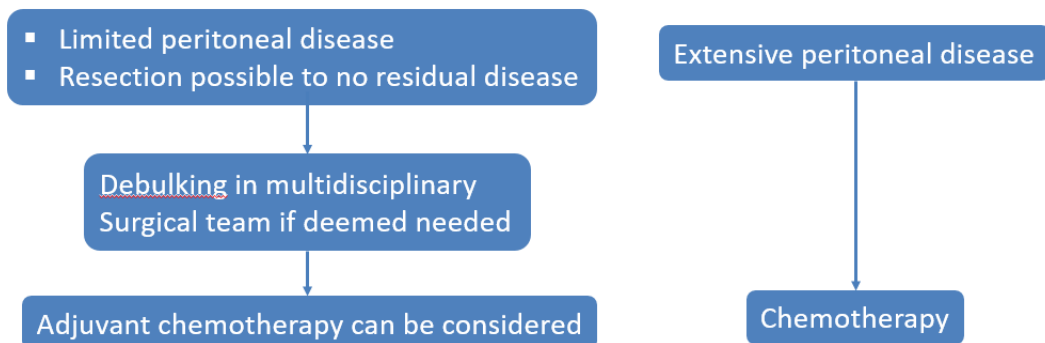 ▪ Limited peritoneal disease
▪ Resection possible to no residual disease
Debulking in multidisciplinary
Surgical team if deemed needed
Adjuvant chemotherapy can be considered
Extensive peritoneal disease
Chemotherapy